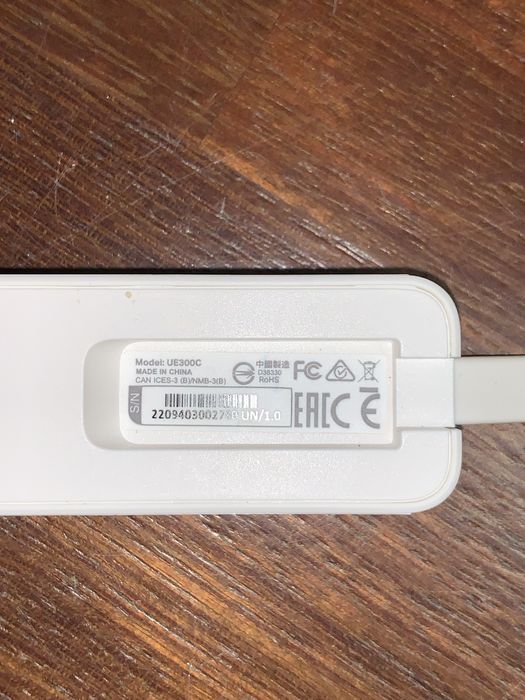 Model: UE300C
MADE IN CHINA
CAN ICES-3 (B)/NMB-3(B)
中國製造
D38330
RoHS
FC
S/N
UN/1.0
EAC CE